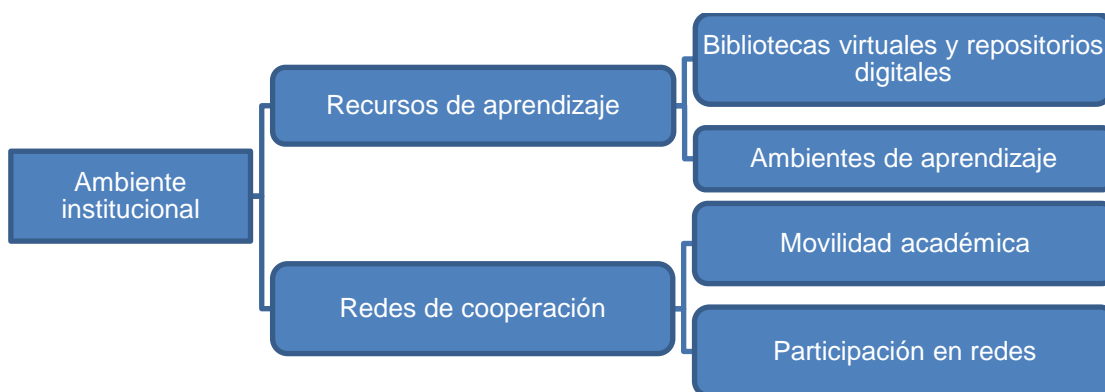 Ambiente
institucional
Recursos de aprendizaje
Bibliotecas virtuales y repositorios
digitales
Ambientes de aprendizaje
Redes de cooperación
Movilidad académica
Participación en redes